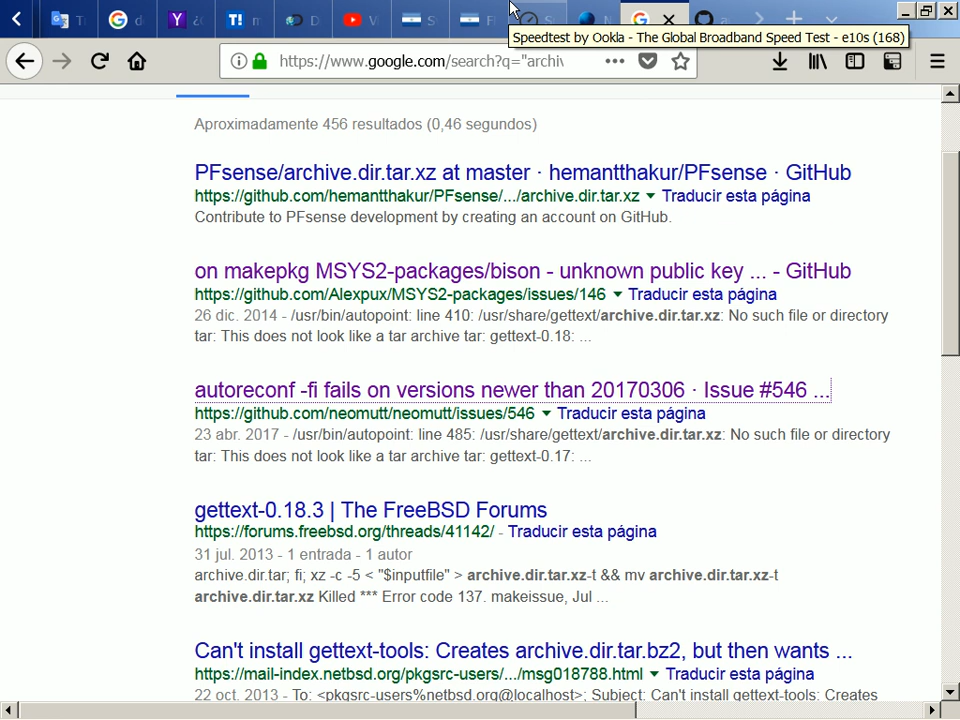 Speedtest by Ookla - The Global Broadband Speed Test - e10s (168)
https://www.google.com/search?q="archiv
Aproximadamente 456 resultados (0,46 segundos)
PFsense/archive.dir.tar.xz at master · hemantthakur/PFsense · GitHub
https://github.com/hemantthakur/PFsense/.../archive.dir.tar.xz ▼ Traducir esta página
Contribute to PFsense development by creating an account on GitHub.
on makepkg MSYS2-packages/bison - unknown public key ... - GitHub
https://github.com/Alexpux/MSYS2-packages/issues/146 ▼ Traducir esta página
26 dic. 2014 - /usr/bin/autopoint: line 410: /usr/share/gettext/archive.dir.tar.xz: No such file or directory
tar: This does not look like a tar archive tar: gettext-0.18: ...
autoreconf -fi fails on versions newer than 20170306 · Issue #546 ...
https://github.com/neomutt/neomutt/issues/546 ▼ Traducir esta página
23 abr. 2017 - /usr/bin/autopoint: line 485: /usr/share/gettext/archive.dir.tar.xz: No such file or directory
tar: This does not look like a tar archive tar: gettext-0.17: ...
gettext-0.18.3 | The FreeBSD Forums
https://forums.freebsd.org/threads/41142/ - Traducir esta página
31 jul. 2013 - 1 entrada - 1 autor
archive.dir.tar; fi; xz -c -5 < "$inputfile" > archive.dir.tar.xz-t && mv archive.dir.tar.xz-t
archive.dir.tar.xz Killed *** Error code 137. makeissue, Jul ...
Can't install gettext-tools: Creates archive.dir.tar.bz2, but then wants ...
https://mail-index.netbsd.org/pkgsrc-users/.../msg018788.html ▼ Traducir esta página
22 oct. 2013 - To: <pkgsrc-users%netbsd.org@localhost>; Subject: Can't install gettext-tools: Creates